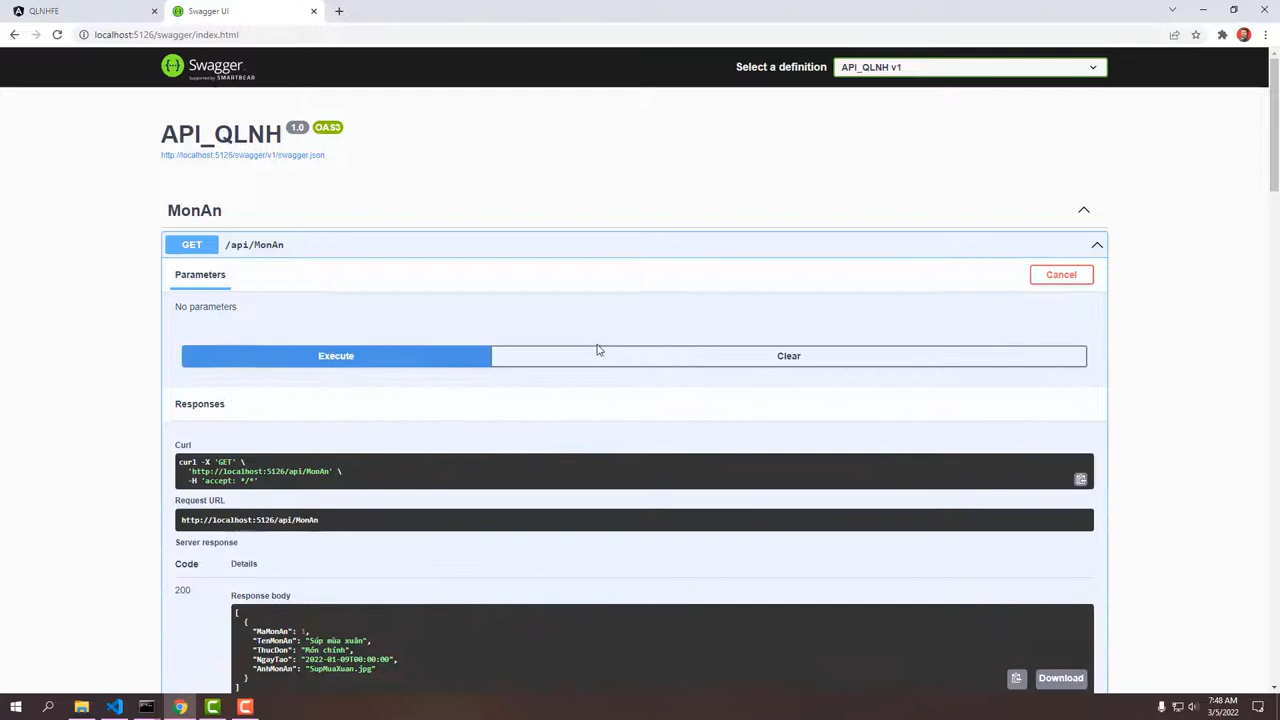 QLNHFE
Swagger UI
localhost:5126/swagger/index.html
Swagger
Supported by SMARTBEAR
Select a definition
API_QLNH v1
API_QLNH 1.0 OAS3
http://localhost:5126/swagger/v1/swagger.json
MonAn
GET /api/MonAn
Parameters
Cancel
No parameters
Execute
Clear
Responses
Curl
curl -X 'GET' \
'http://localhost:5126/api/MonAn' \
-H 'accept: */*'
Request URL
http://localhost:5126/api/MonAn
Server response
Code Details
200
Response body
[
{
"MaMonAn": 1,
"TenMonAn": "Súp mùa xuân",
"ThucDon": "Món chính",
"NgayTao": "2022-01-09T00:00:00",
"AnhMonAn": "SupMuaXuan.jpg"
}
]
Download
7:48 AM
3/5/2022